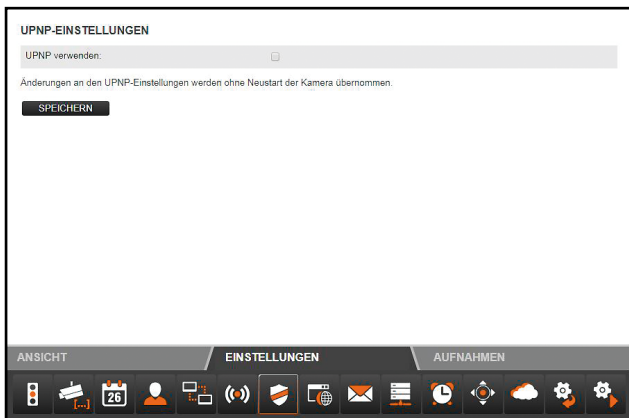 UPNP-EINSTELLUNGEN
UPNP verwenden:
Änderungen an den UPNP-Einstellungen werden ohne Neustart der Kamera übernommen.
SPEICHERN
ANSICHT
EINSTELLUNGEN
AUFNAHMEN
[...]
26